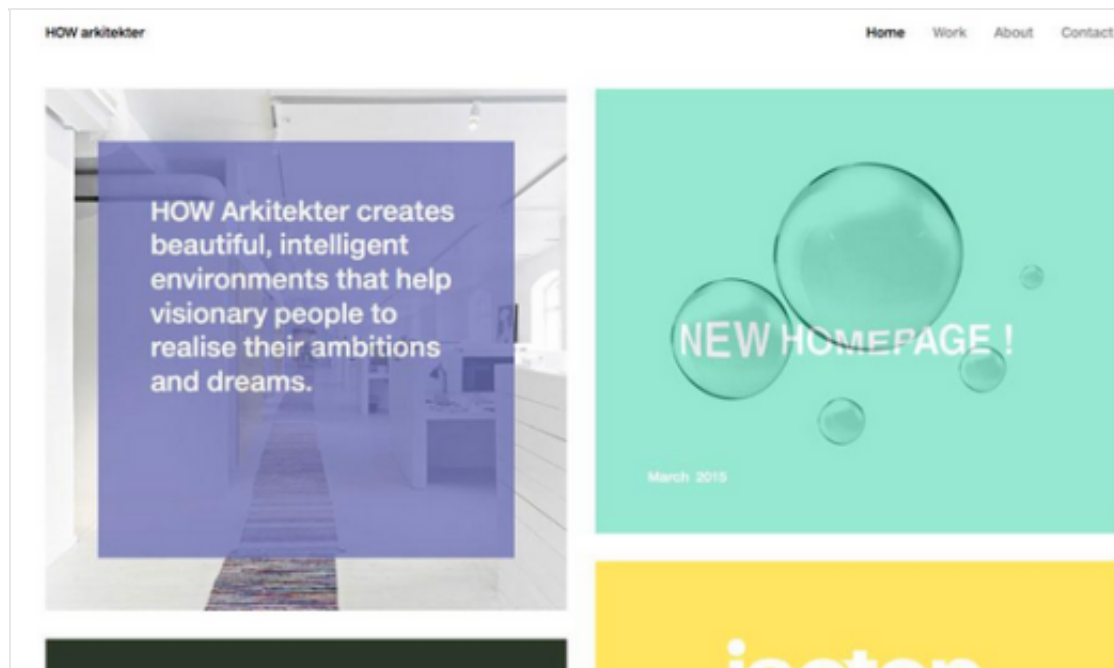 HOW arkitekter
Home Work About Contact
HOW Arkitekter creates
beautiful, intelligent
environments that help
visionary people to
realise their ambitions
and dreams.
NEW HOMEPAGE !
March 2015